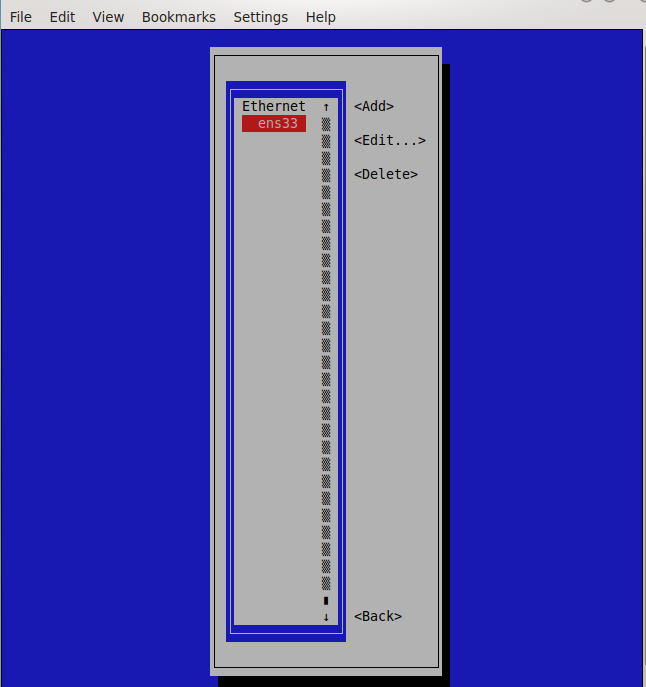 File Edit View Bookmarks Settings Help
Ethernet ↑ <Add>
ens33
<Edit...>
<Delete>
↓ <Back>